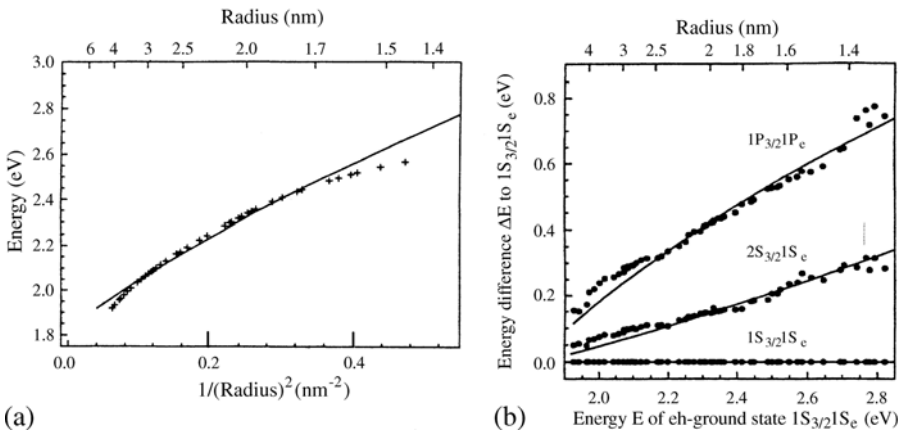 Radius (nm)
6 4 3 2.5 2.0 1.8 1.7 1.6 1.5 1.4
3.0
2.8
2.6
2.4
2.2
2.0
1.8
Energy (eV)
0.0 0.2 0.4
1/(Radius)²(nm⁻²)
(a)
Radius (nm)
4 3 2.5 2 1.8 1.6 1.4
0.8
0.6
0.4
0.2
0.0
Energy difference ΔE to 1S₃/₂1Sₑ (eV)
1P₃/₂1Pₑ
2S₃/₂1Sₑ
1S₃/₂1Sₑ
2.0 2.2 2.4 2.6 2.8
Energy E of eh-ground state 1S₃/₂1Sₑ (eV)
(b)